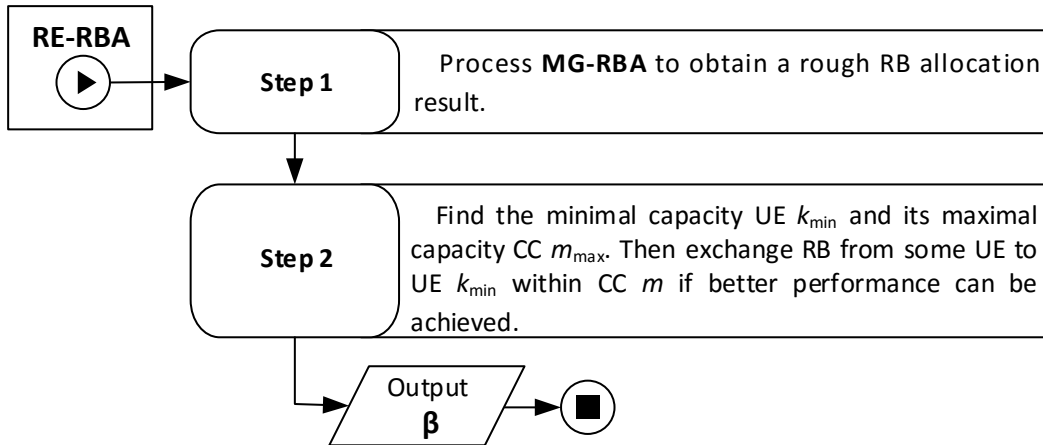 RE-RBA
Step 1
Process MG-RBA to obtain a rough RB allocation
result.
Step 2
Find the minimal capacity UE kmin and its maximal
capacity CC mmax. Then exchange RB from some UE to
UE kmin within CC m if better performance can be
achieved.
Output
β